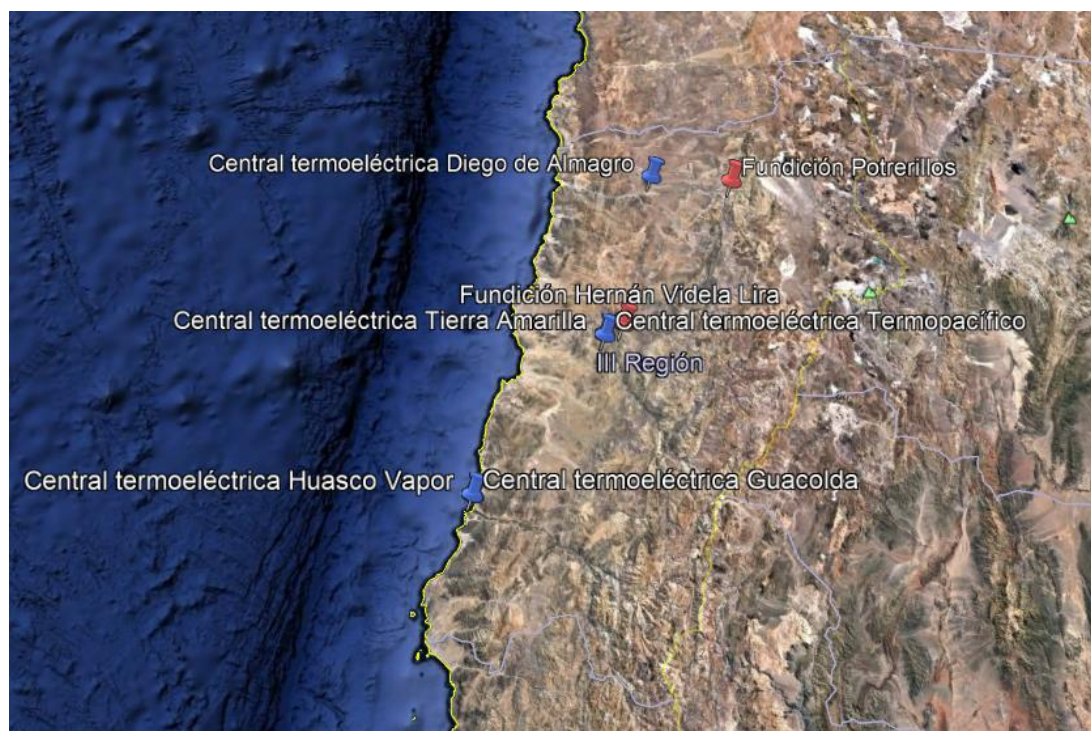 Central termoeléctrica Diego de Almagro
Fundición Potrerillos
Fundición Hernán Videla Lira
Central termoeléctrica Tierra Amarilla
Central termoeléctrica Termopacífico
III Región
Central termoeléctrica Huasco Vapor
Central termoeléctrica Guacolda